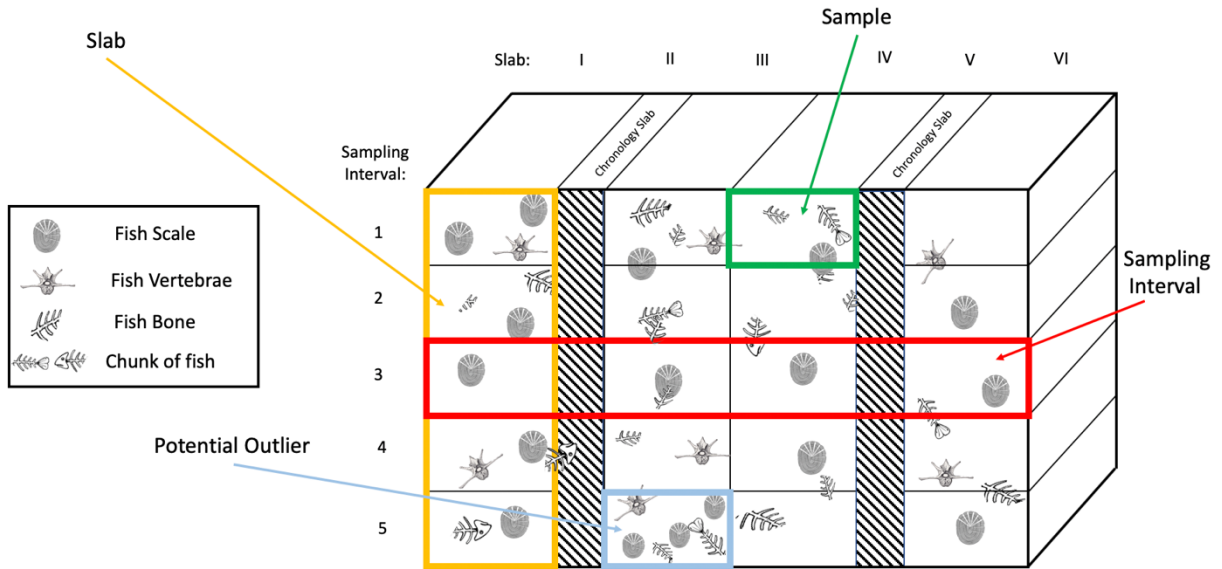 Sample
Slab
Slab: I II III IV V VI
Chronology Slab
Chronology Slab
Sampling
Interval:
1
Fish Scale
Sampling
Interval
Fish Vertebrae
2
Fish Bone
Chunk of fish
3
Potential Outlier
4
5